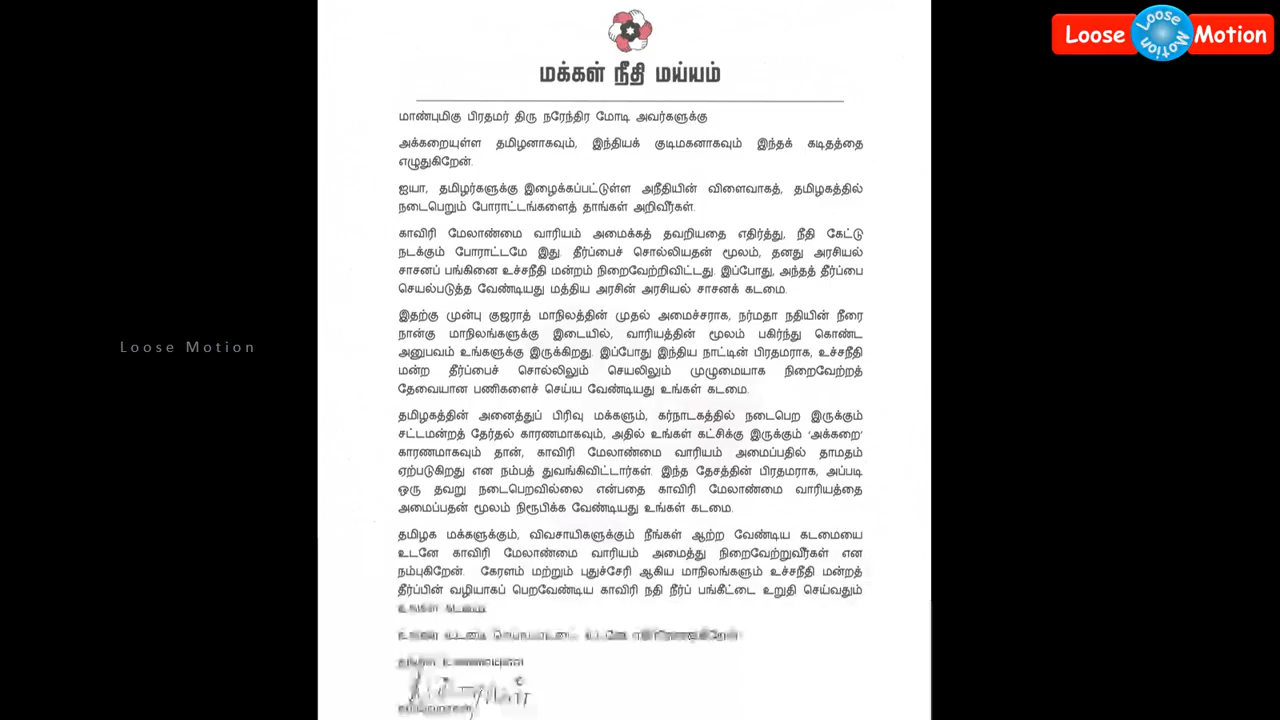 Loose Loose Motion Motion
மக்கள் நீதி மய்யம்
மாண்புமிகு பிரதமர் திரு நரேந்திர மோடி அவர்களுக்கு
அக்கறையுள்ள தமிழனாகவும், இந்தியக் குடிமகனாகவும் இந்தக் கடிதத்தை
எழுதுகிறேன்.
ஐயா, தமிழர்களுக்கு இழைக்கப்பட்டுள்ள அநீதியின் விளைவாகத், தமிழகத்தில்
நடைபெறும் போராட்டங்களைத் தாங்கள் அறிவீர்கள்.
காவிரி மேலாண்மை வாரியம் அமைக்கத் தவறியதை எதிர்த்து, நீதி கேட்டு
நடக்கும் போராட்டமே இது. தீர்ப்பைச் சொல்லியதன் மூலம், தனது அரசியல்
சாசனப் பங்கினை உச்சநீதி மன்றம் நிறைவேற்றிவிட்டது. இப்போது, அந்தத் தீர்ப்பை
செயல்படுத்த வேண்டியது மத்திய அரசின் அரசியல் சாசனக் கடமை.
இதற்கு முன்பு குஜராத் மாநிலத்தின் முதல் அமைச்சராக, நர்மதா நதியின் நீரை
நான்கு மாநிலங்களுக்கு இடையில், வாரியத்தின் மூலம் பகிர்ந்து கொண்ட
அனுபவம் உங்களுக்கு இருக்கிறது. இப்போது இந்திய நாட்டின் பிரதமராக, உச்சநீதி
மன்ற தீர்ப்பைச் சொல்லிலும் செயலிலும் முழுமையாக நிறைவேற்றத்
தேவையான பணிகளைச் செய்ய வேண்டியது உங்கள் கடமை.
Loose Motion
தமிழகத்தின் அனைத்துப் பிரிவு மக்களும், கர்நாடகத்தில் நடைபெற இருக்கும்
சட்டமன்றத் தேர்தல் காரணமாகவும், அதில் உங்கள் கட்சிக்கு இருக்கும் ‘அக்கறை’
காரணமாகவும் தான், காவிரி மேலாண்மை வாரியம் அமைப்பதில் தாமதம்
ஏற்படுகிறது என நம்பத் துவங்கிவிட்டார்கள். இந்த தேசத்தின் பிரதமராக, அப்படி
ஒரு தவறு நடைபெறவில்லை என்பதை காவிரி மேலாண்மை வாரியத்தை
அமைப்பதன் மூலம் நிரூபிக்க வேண்டியது உங்கள் கடமை.
தமிழக மக்களுக்கும், விவசாயிகளுக்கும் நீங்கள் ஆற்ற வேண்டிய கடமையை
உடனே காவிரி மேலாண்மை வாரியம் அமைத்து நிறைவேற்றுவீர்கள் என
நம்புகிறேன். கேரளம் மற்றும் புதுச்சேரி ஆகிய மாநிலங்களும் உச்சநீதி மன்றத்
தீர்ப்பின் வழியாகப் பெறவேண்டிய காவிரி நதி நீர்ப் பங்கீட்டை உறுதி செய்வதும்